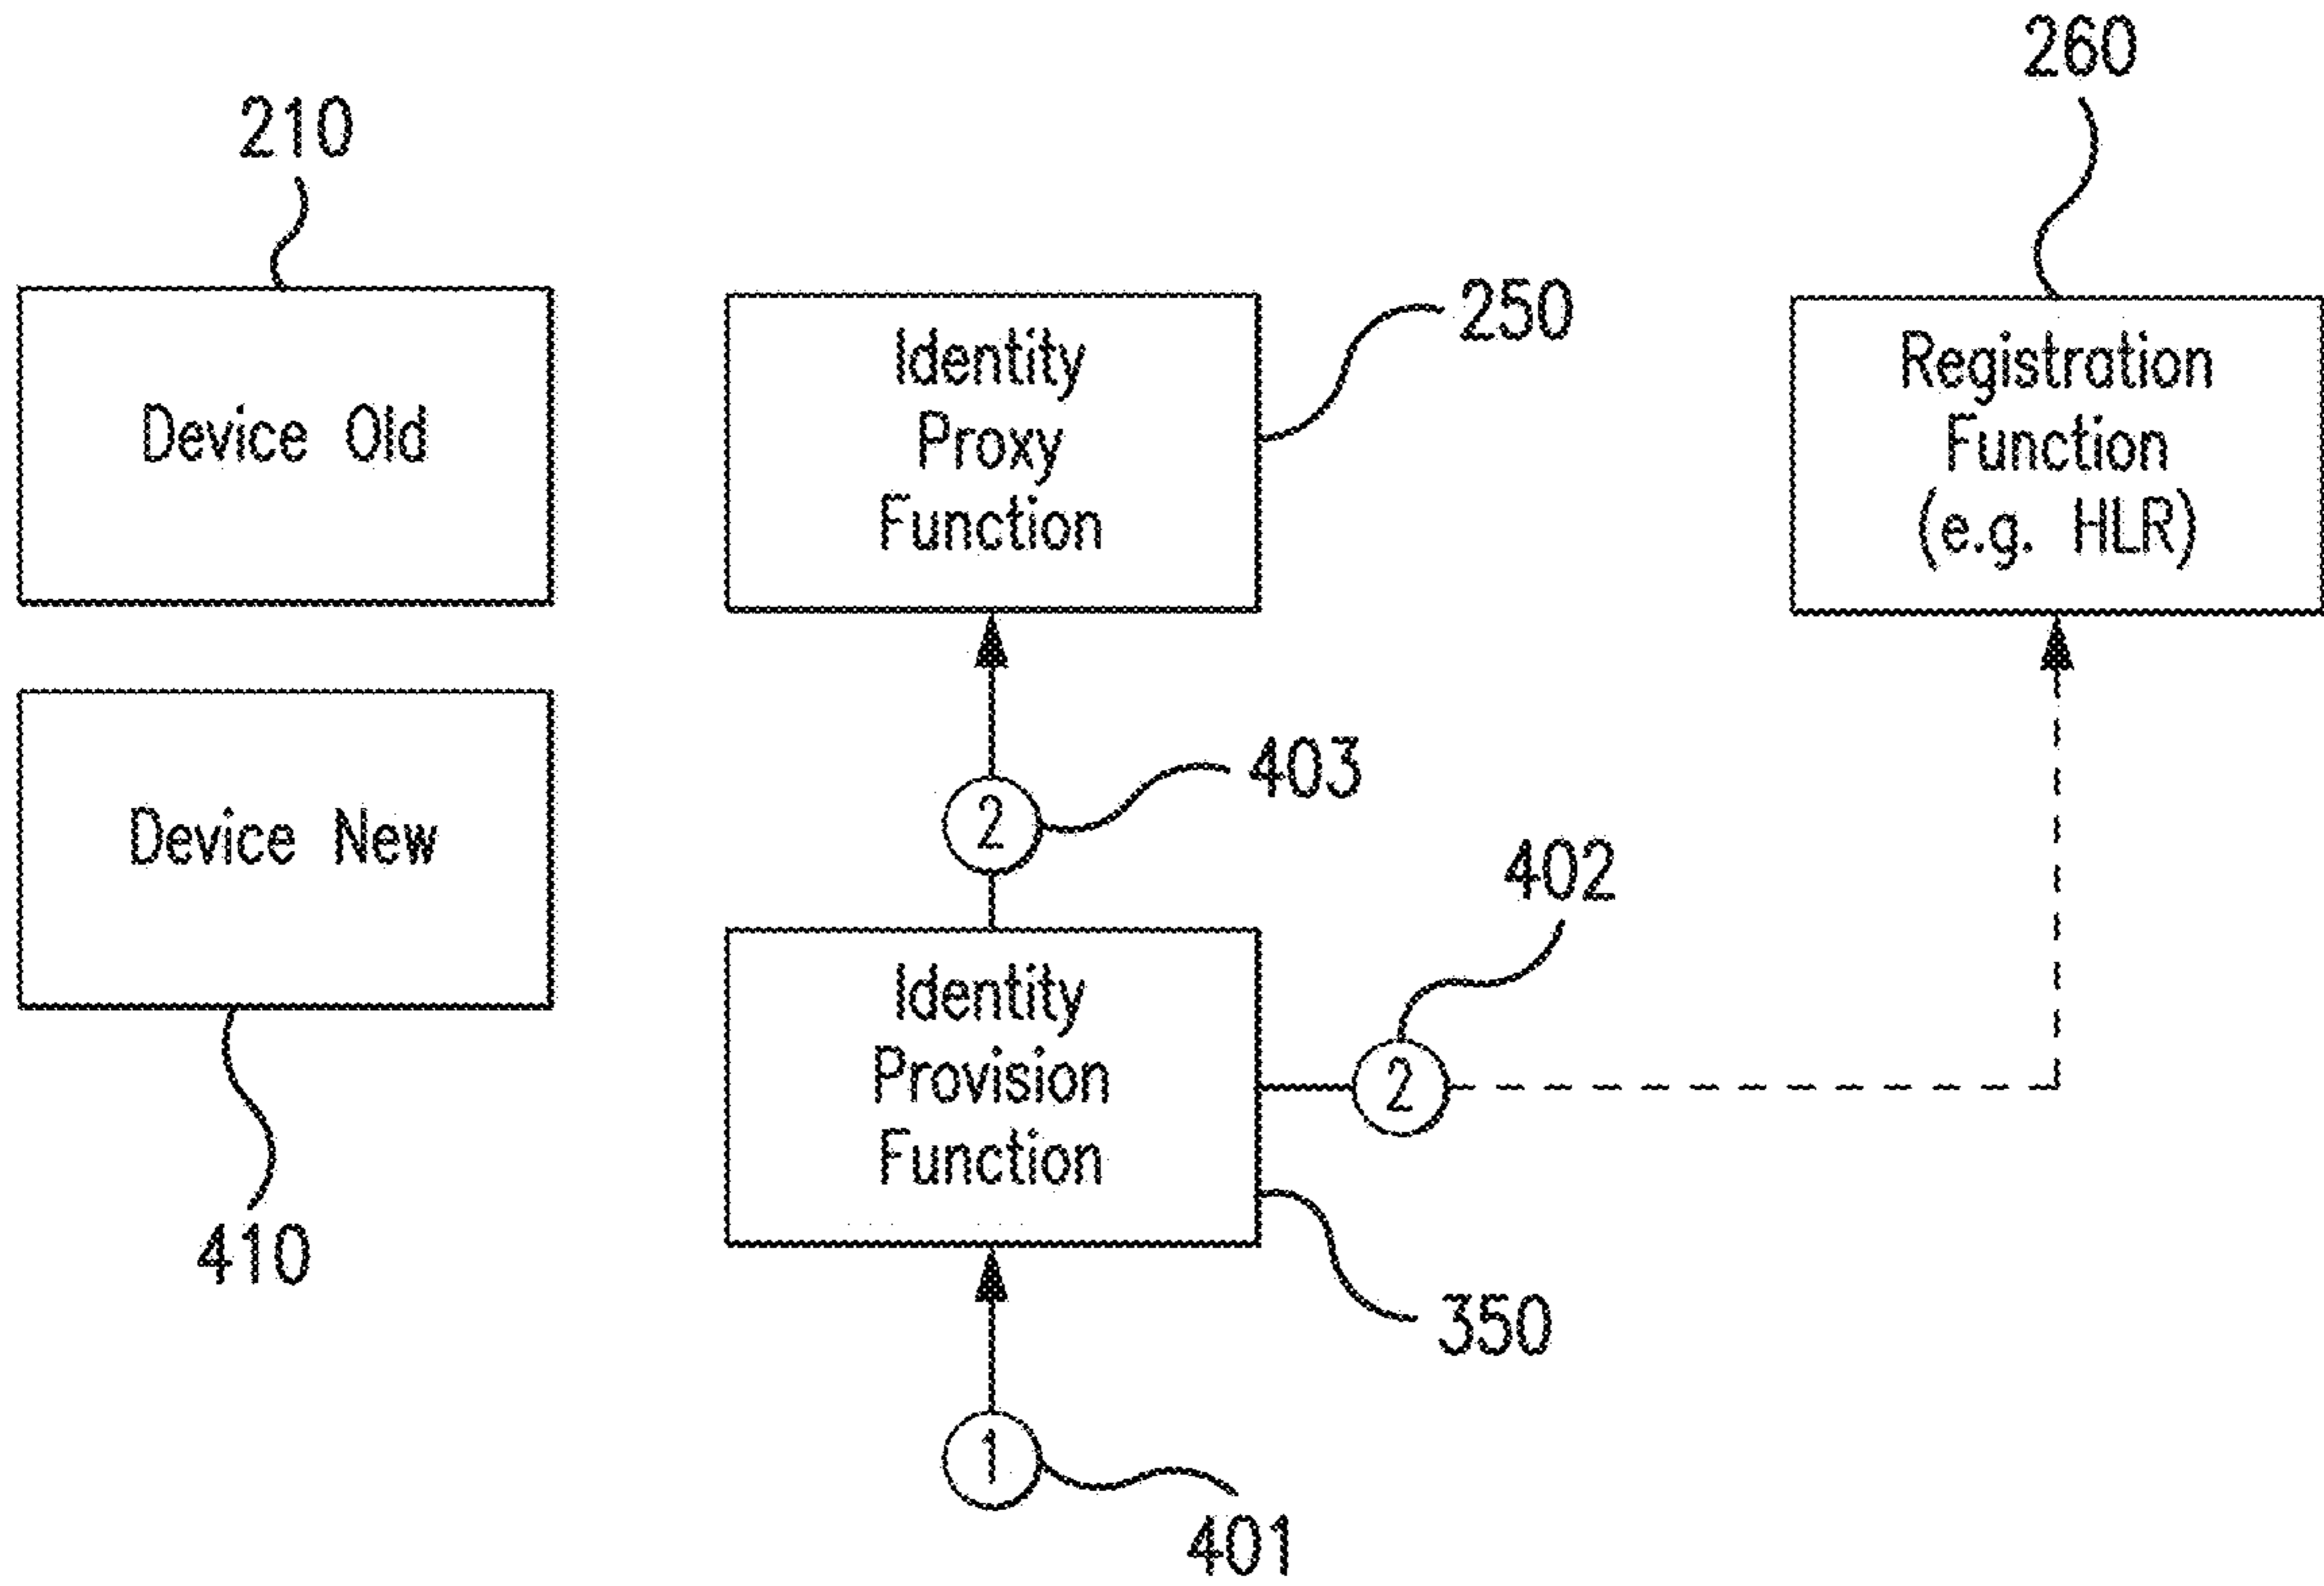 260
210
Device Old
Identity
Proxy
Function
250
Registration
Function
(e.g. HLR)
Device New
2
403
402
Identity
Provision
Function
2
410
350
1
401